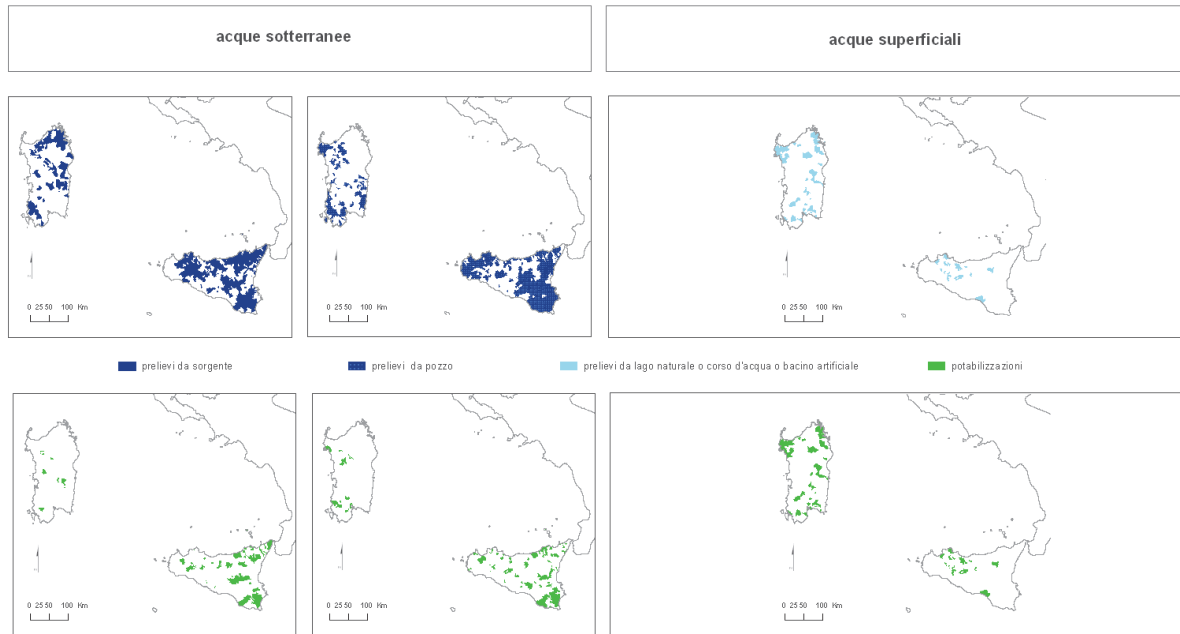 acque sotterranee
acque superficiali
0 25 50 100 Km
0 25 50 100 Km
0 25 50 100 Km
prelievi da sorgente
prelievi da pozzo
prelievi da lago naturale o corso d'acqua o bacino artificiale
potabilizzazioni
0 25 50 100 Km
0 25 50 100 Km
0 25 50 100 Km